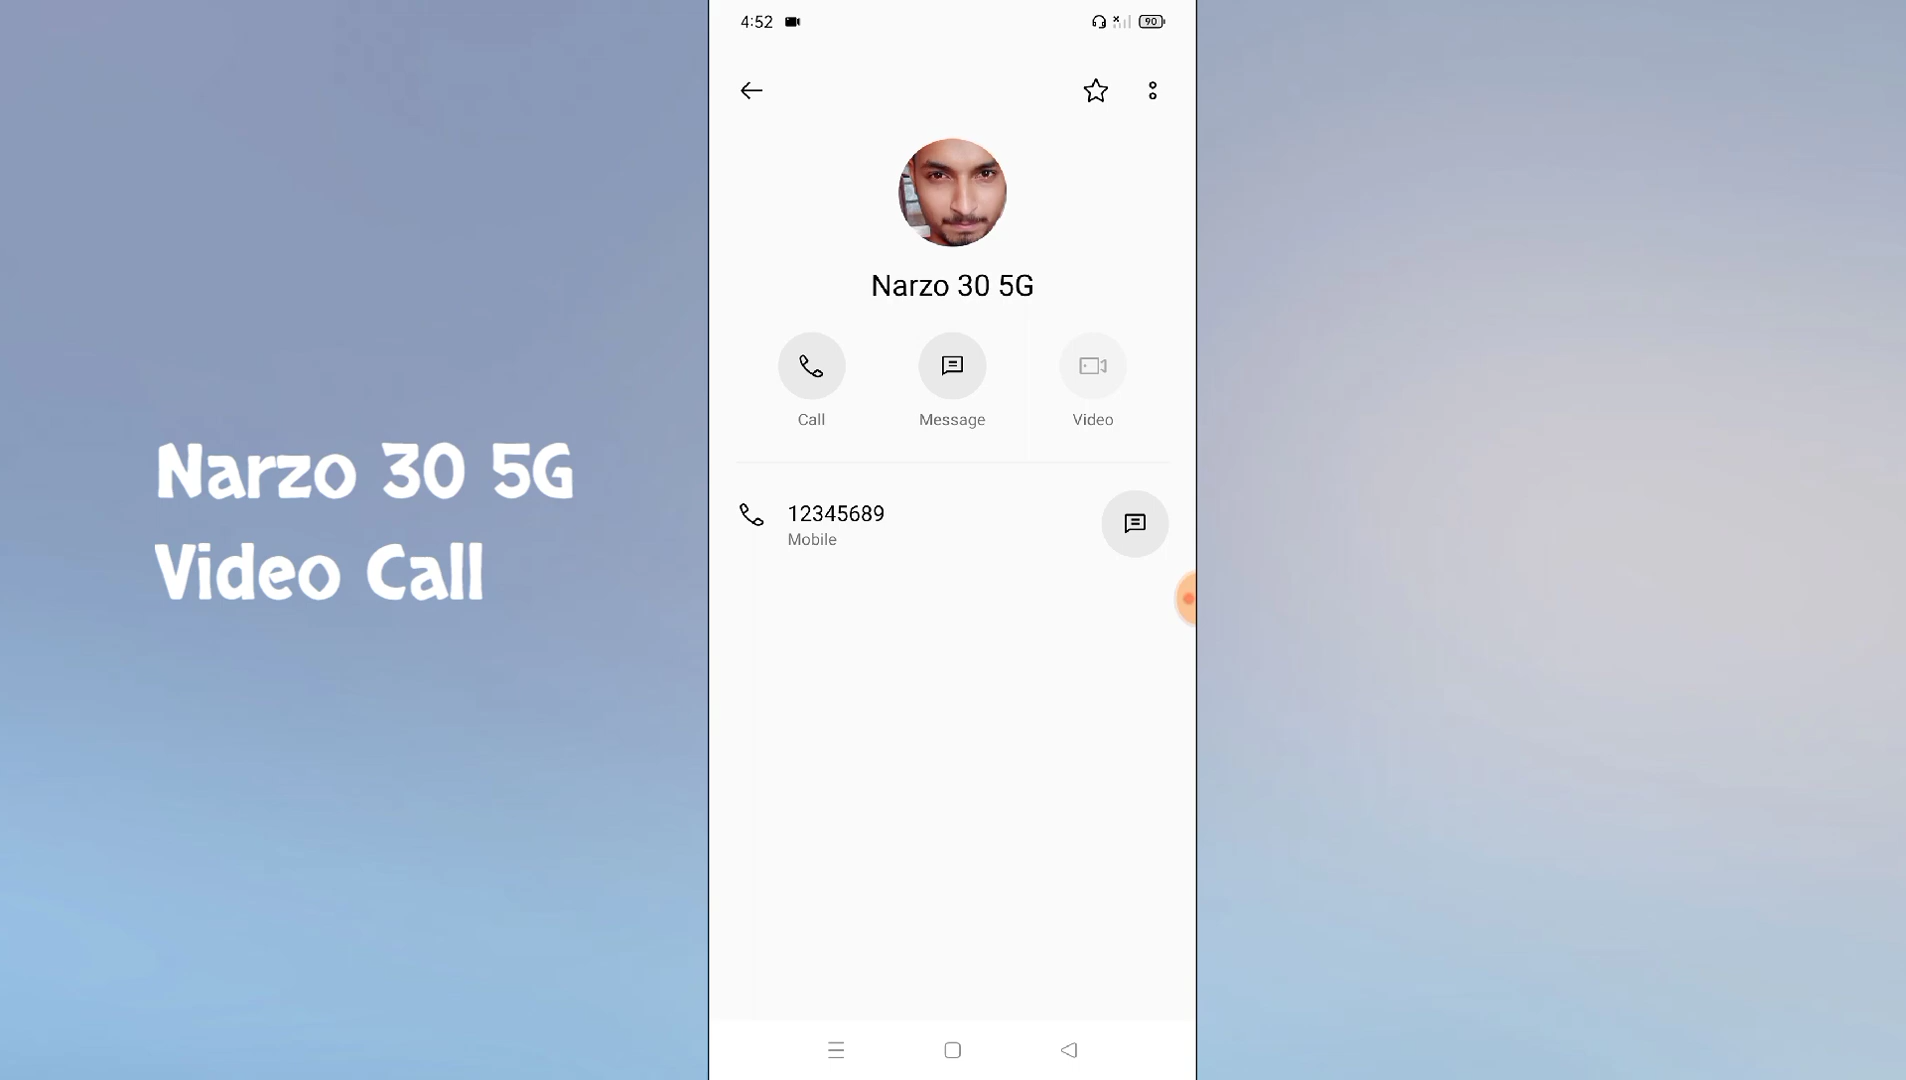 4:52
90
Narzo 30 5G
Call
Message
Video
12345689
Mobile
Narzo 30 5G
Video Call